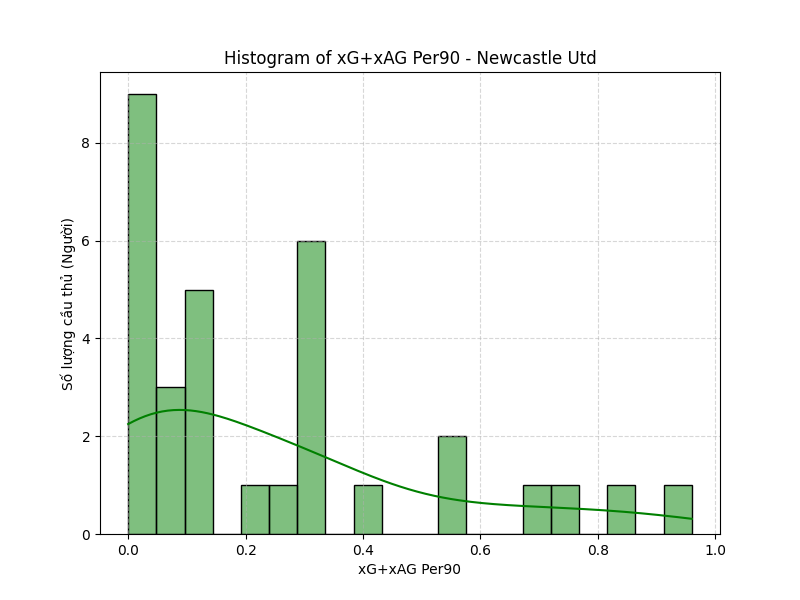 Histogram of xG+xAG Per90 - Newcastle Utd
Số lượng cầu thủ (Người)
8
6
4
2
0
0.0 0.2 0.4 0.6 0.8 1.0
xG+xAG Per90